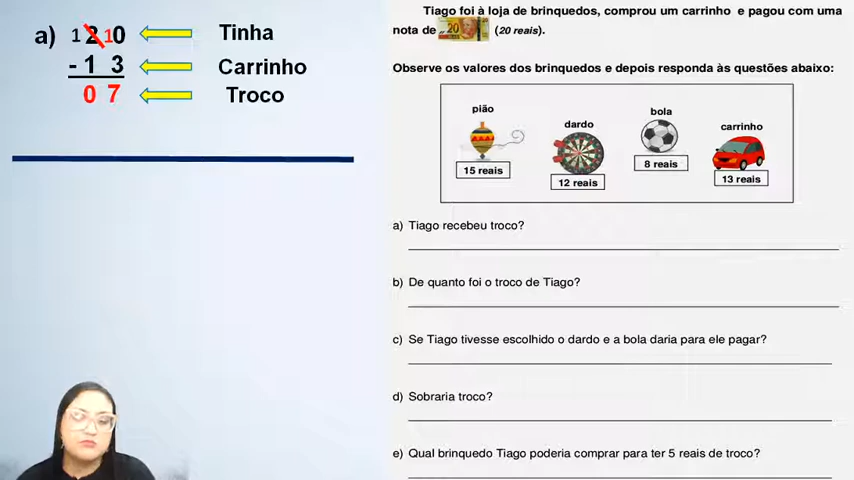 a) 1 2 10 Tinha
- 1 3 Carrinho
0 7 Troco
Tiago foi à loja de brinquedos, comprou um carrinho e pagou com uma
nota de 20 (20 reais).
Observe os valores dos brinquedos e depois responda às questões abaixo:
pião
dardo
bola
carrinho
15 reais
12 reais
8 reais
13 reais
a) Tiago recebeu troco?
b) De quanto foi o troco de Tiago?
c) Se Tiago tivesse escolhido o dardo e a bola daria para ele pagar?
d) Sobraria troco?
e) Qual brinquedo Tiago poderia comprar para ter 5 reais de troco?